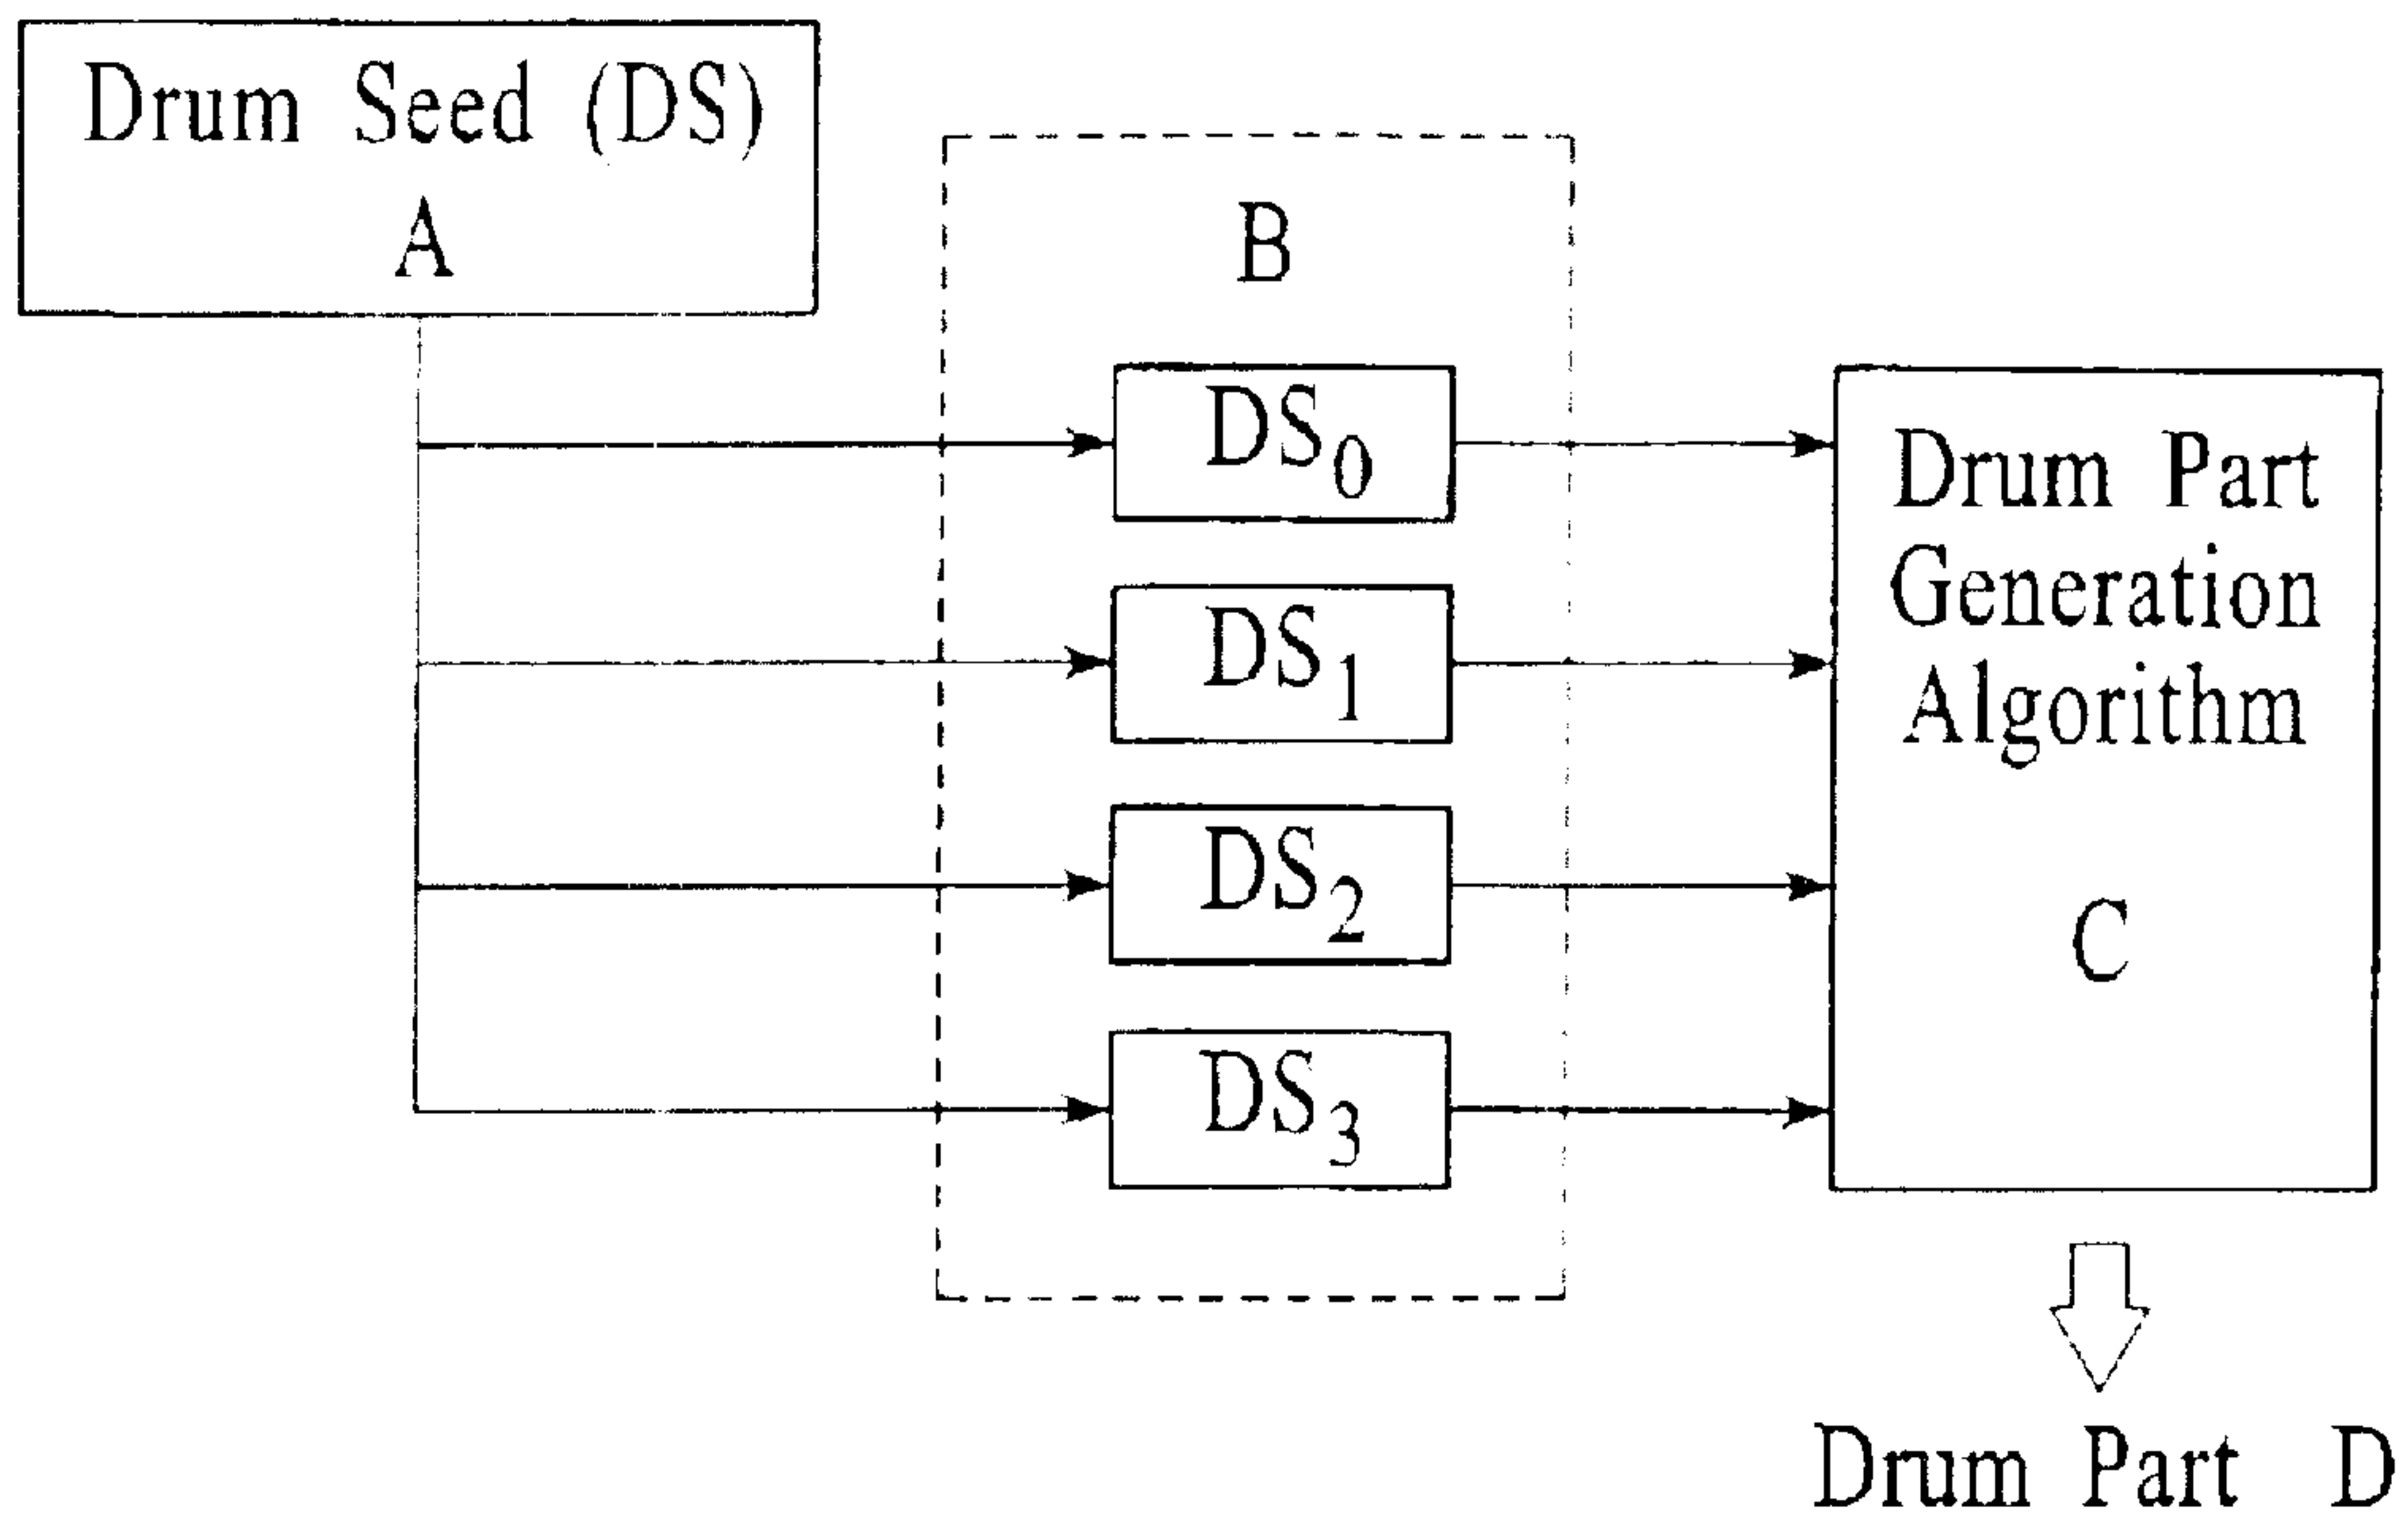 Drum Seed (DS)
A
B
DS0
DS1
DS2
DS3
Drum Part
Generation
Algorithm
C
Drum Part D